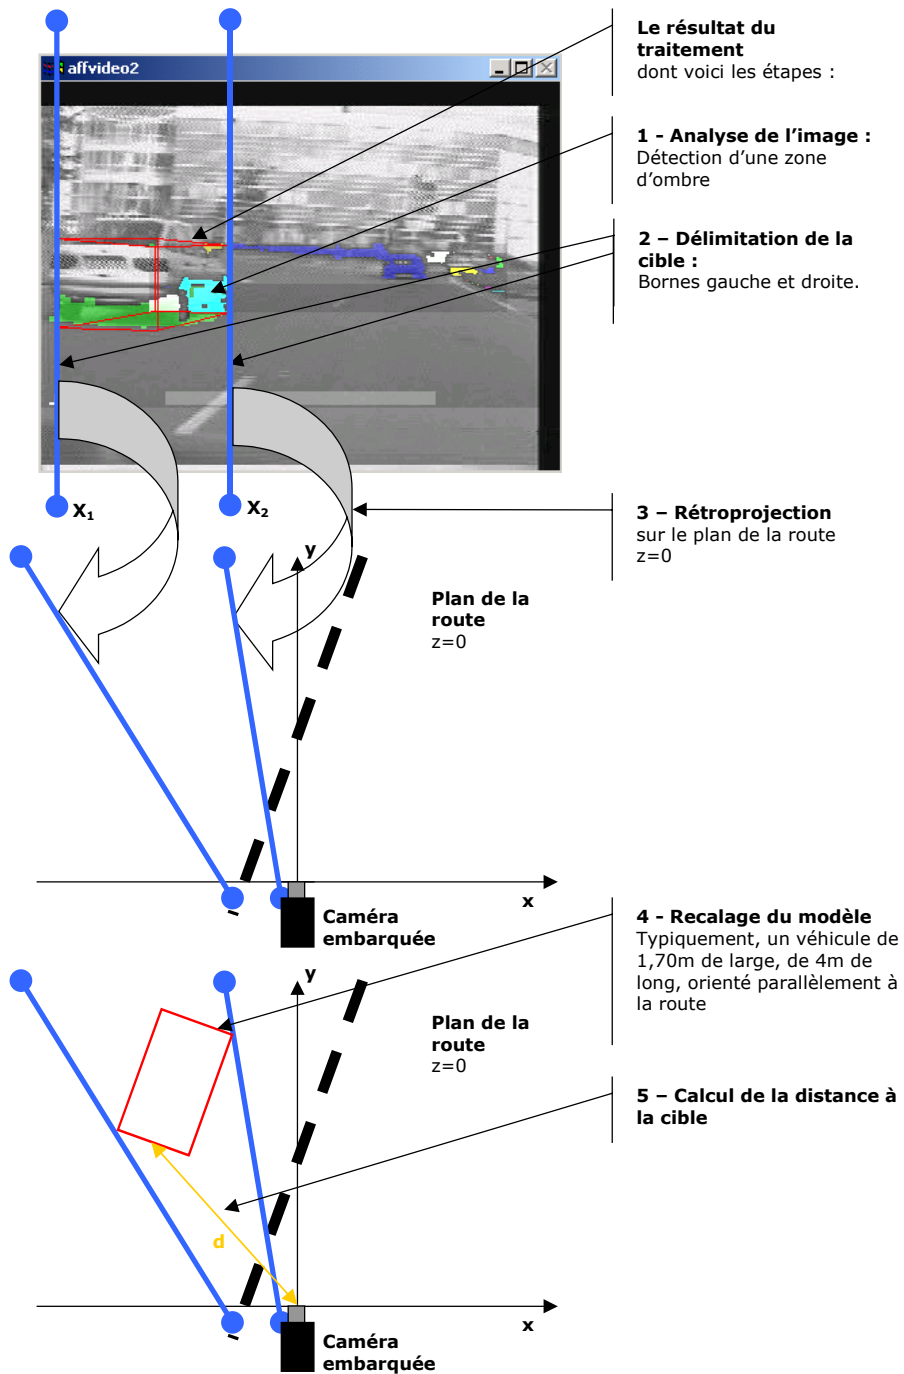 Le résultat du
traitement
dont voici les étapes :
affvideo2
1 - Analyse de l’image :
Détection d’une zone
d’ombre
2 – Délimitation de la
cible :
Bornes gauche et droite.
X₁
X₂
3 – Rétroprojection
sur le plan de la route
z=0
y
Plan de la
route
z=0
x
Caméra
embarquée
4 - Recalage du modèle
Typiquement, un véhicule de
1,70m de large, de 4m de
long, orienté parallèlement à
la route
y
Plan de la
route
z=0
5 – Calcul de la distance à
la cible
d
x
Caméra
embarquée